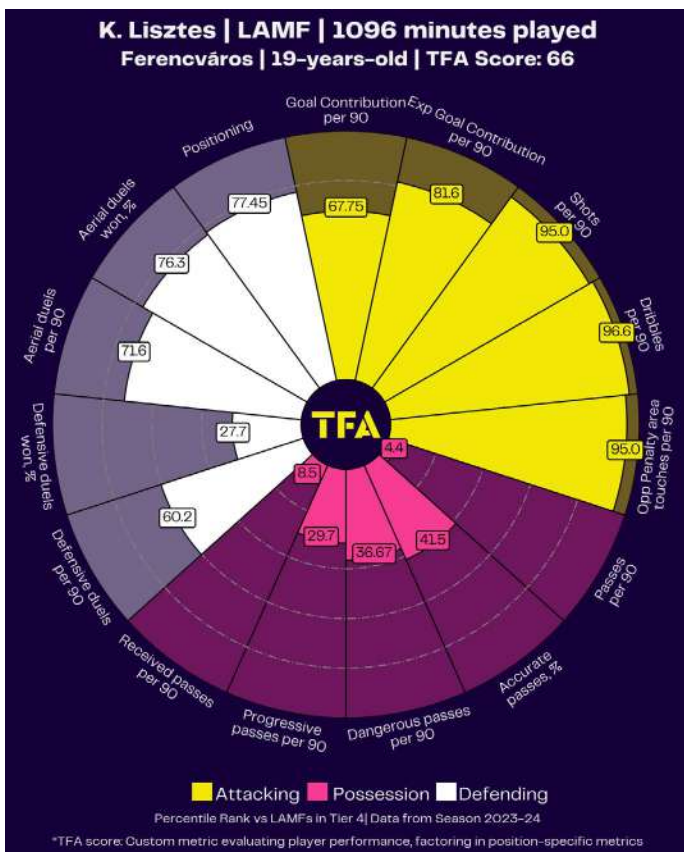 K. Lisztes | LAMF | 1096 minutes played
Ferencváros | 19-years-old | TFA Score: 66
Goal Contribution
per 90
Exp Goal Contribution
per 90
Shots
per 90
Dribbles
per 90
Opp Penalty area
touches per 90
Passes
per 90
Accurate
passes, %
Dangerous passes
per 90
Progressive
passes per 90
Received passes
per 90
Defensive duels
per 90
Defensive duels
won, %
Aerial duels
per 90
Aerial duels
won, %
Positioning
67.75
81.6
95.0
96.6
95.0
4.4
41.5
36.67
29.7
8.5
60.2
27.7
71.6
76.3
77.45
TFA
Attacking Possession Defending
Percentile Rank vs LAMFs in Tier 4| Data from Season 2023-24
*TFA score: Custom metric evaluating player performance, factoring in position-specific metrics